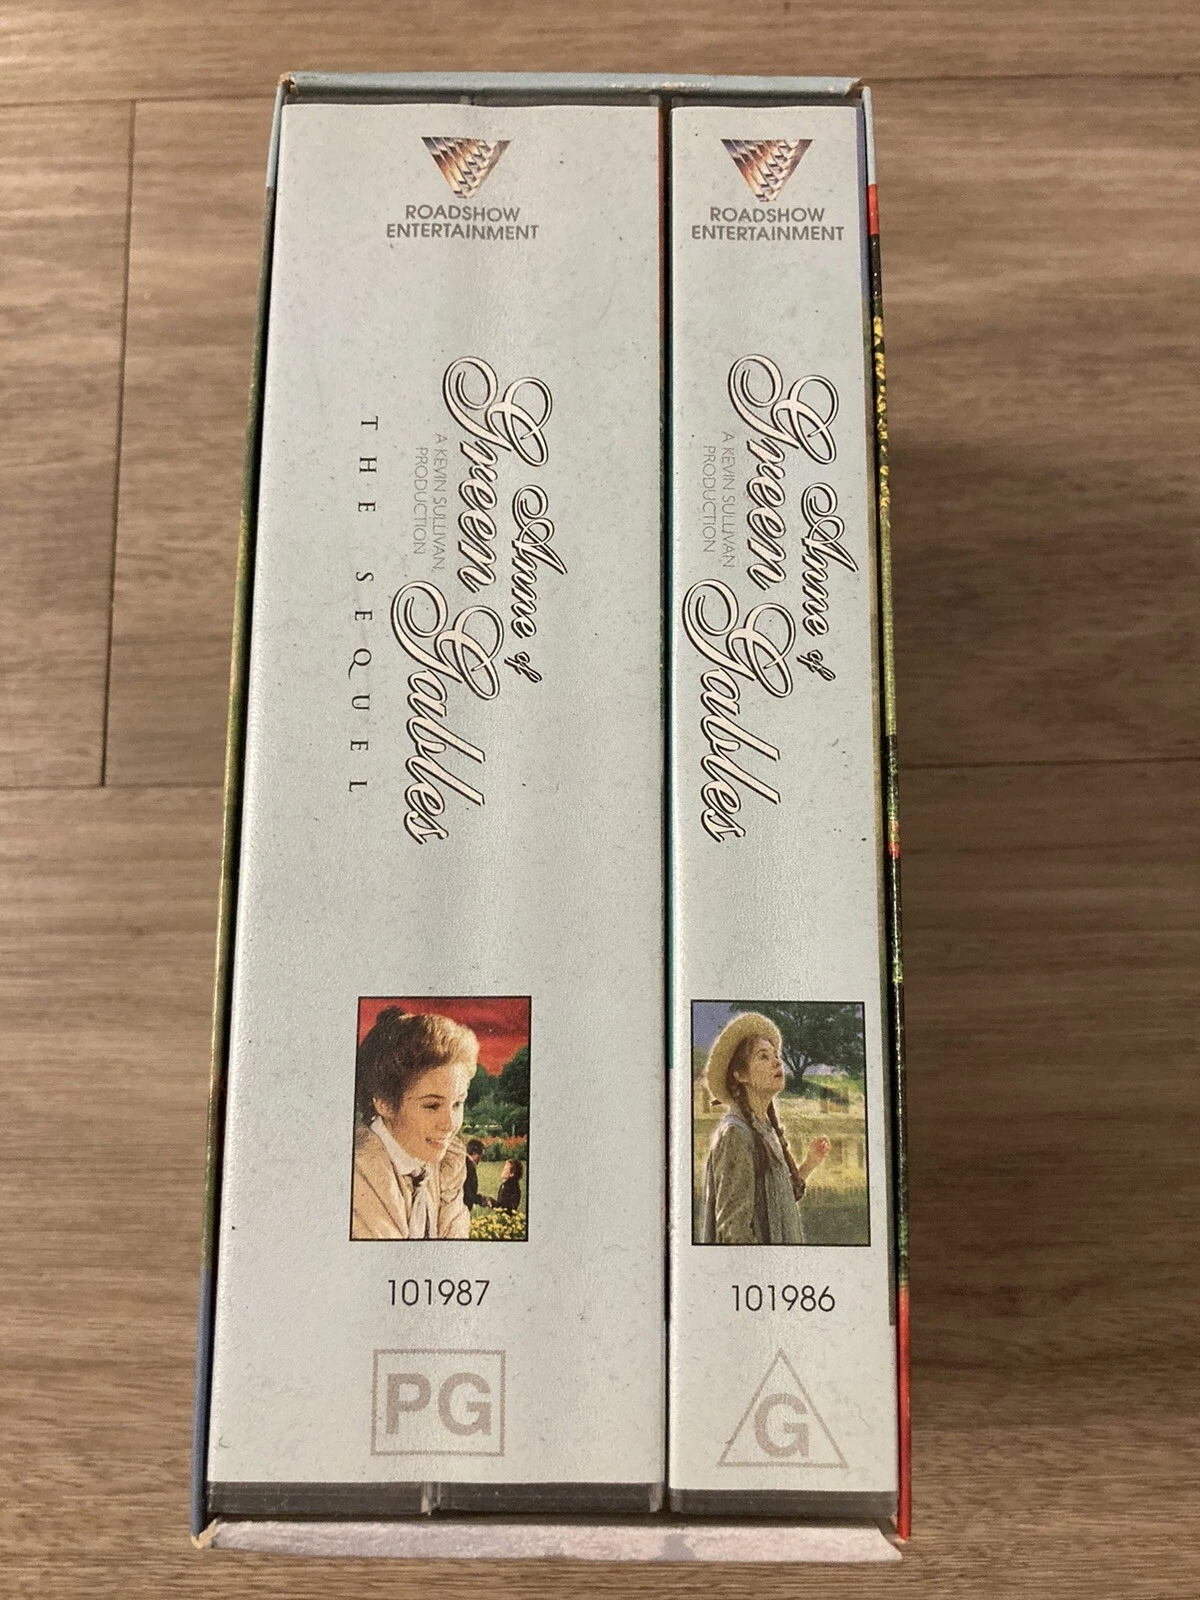 ROADSHOW
ENTERTAINMENT
Anne of
Green Gables
A KEVIN SULLIVAN
PRODUCTION
THE SEQUEL
101987
PG
ROADSHOW
ENTERTAINMENT
Anne of
Green Gables
A KEVIN SULLIVAN
PRODUCTION
101986
G